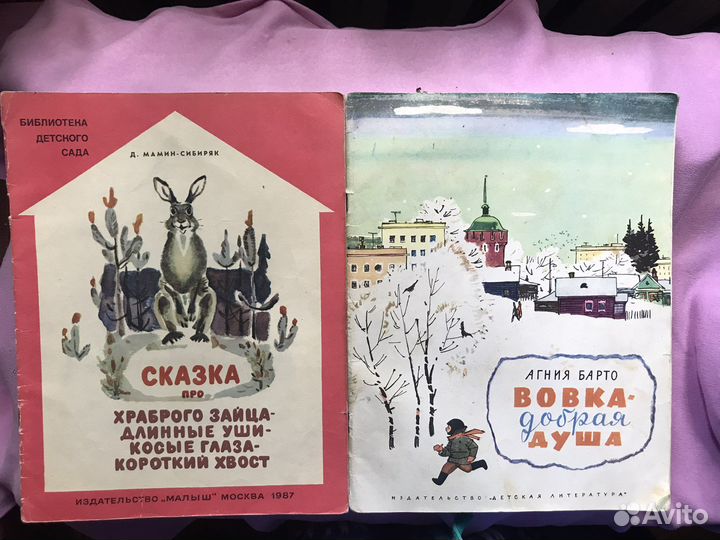 БИБЛИОТЕКА
ДЕТСКОГО
САДА
Д. МАМИН-СИБИРЯК
СКАЗКА
ПРО
ХРАБРОГО ЗАЙЦА-
ДЛИННЫЕ УШИ-
КОСЫЕ ГЛАЗА-
КОРОТКИЙ ХВОСТ
ИЗДАТЕЛЬСТВО „МАЛЫШ" МОСКВА 1987
АГНИЯ БАРТО
ВОВКА-
добрая
ДУША
ИЗДАТЕЛЬСТВО „ДЕТСКАЯ ЛИТЕРАТУРА"
Avito